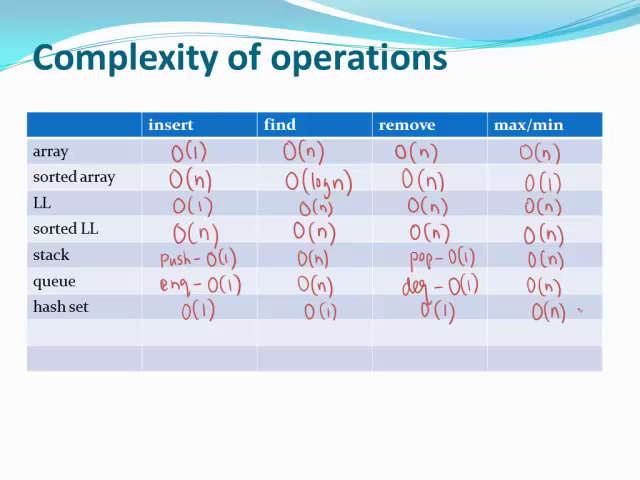 Complexity of operations
insert find remove max/min
array O(1) O(n) O(n) O(n)
sorted array O(n) O(logn) O(n) O(1)
LL O(1) O(n) O(n) O(n)
sorted LL O(n) O(n) O(n) O(n)
stack push - O(1) O(n) pop - O(1) O(n)
queue enq - O(1) O(n) deq - O(1) O(n)
hash set O(1) O(1) O(1) O(n)